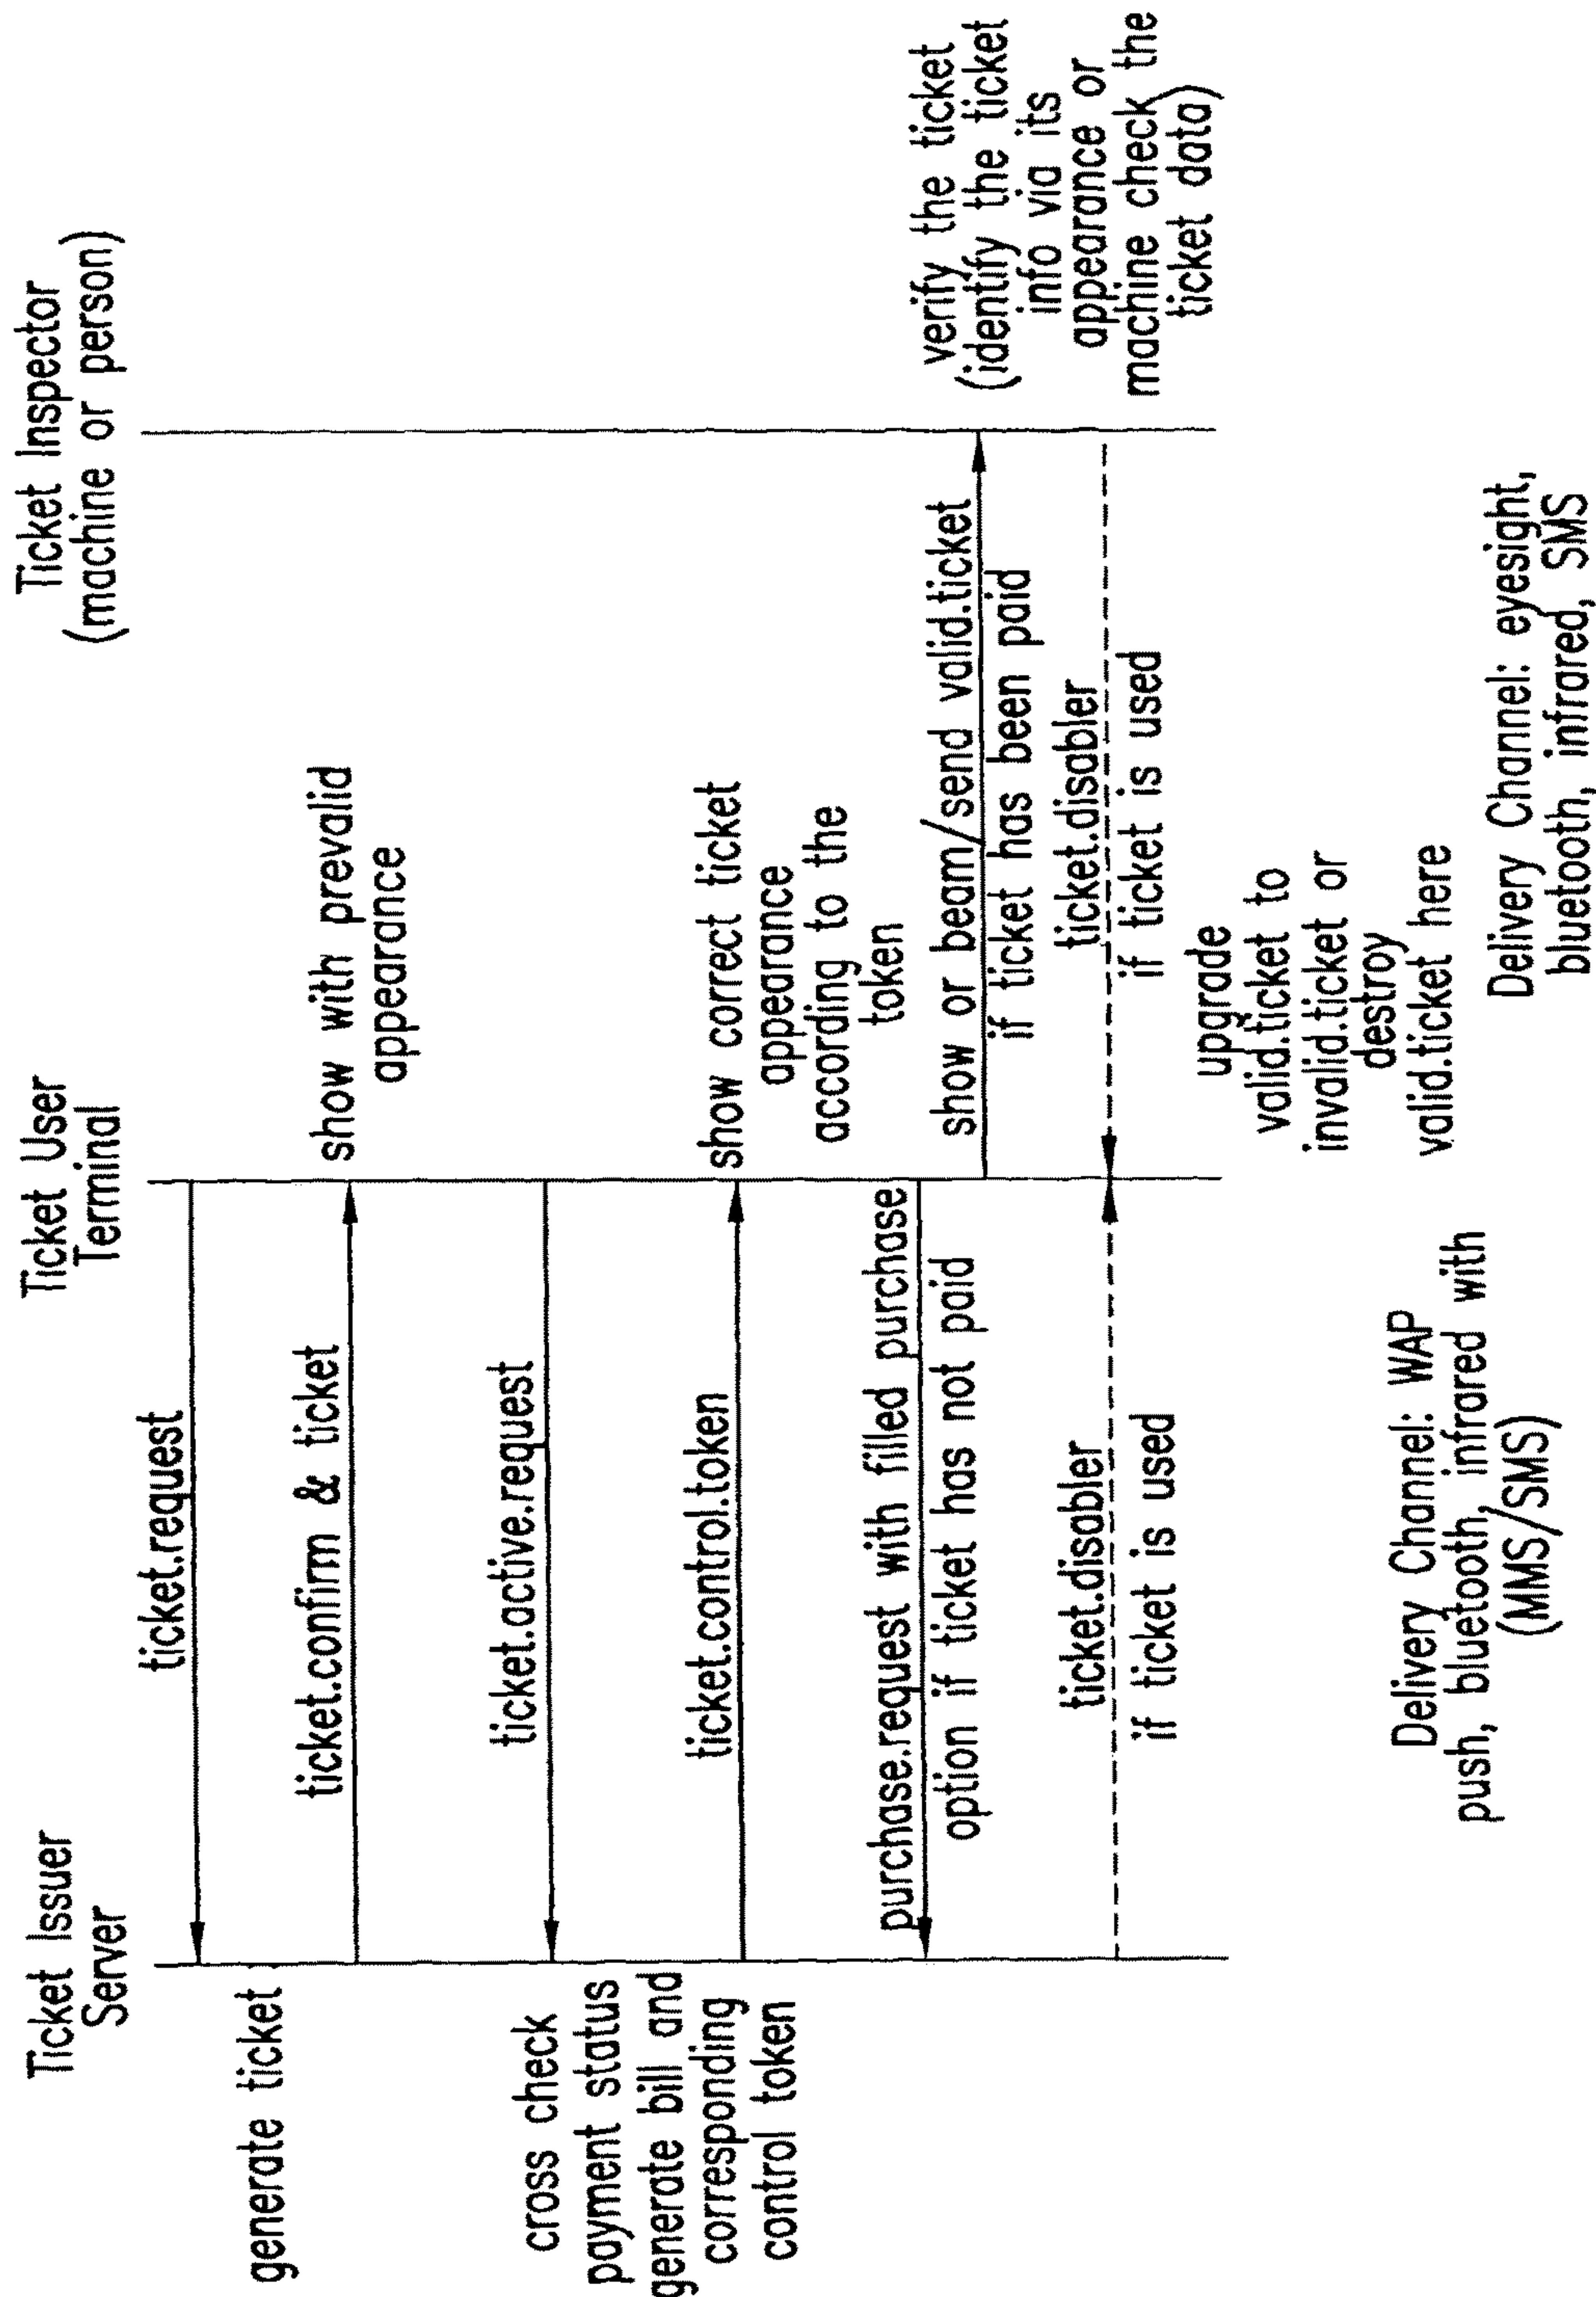 Ticket Issuer
Server
Ticket User
Terminal
Ticket Inspector
(machine or person)
ticket.request
generate ticket
ticket.confirm & ticket
show with prevalid
appearance
ticket.active.request
cross check
payment status
generate bill and
corresponding
control token
ticket.control.token
show correct ticket
appearance
according to the
token
purchase.request with filled purchase
option if ticket has not paid
show or beam/send valid.ticket
if ticket has been paid
verify the ticket
(identify the ticket
info via its
appearance or
machine check the
ticket data)
ticket.disabler
if ticket is used
ticket.disabler
if ticket is used
upgrade
valid.ticket to
invalid.ticket or
destroy
valid.ticket here
Delivery Channel: WAP
push, bluetooth, infrared with
(MMS/SMS)
Delivery Channel: eyesight,
bluetooth, infrared, SMS